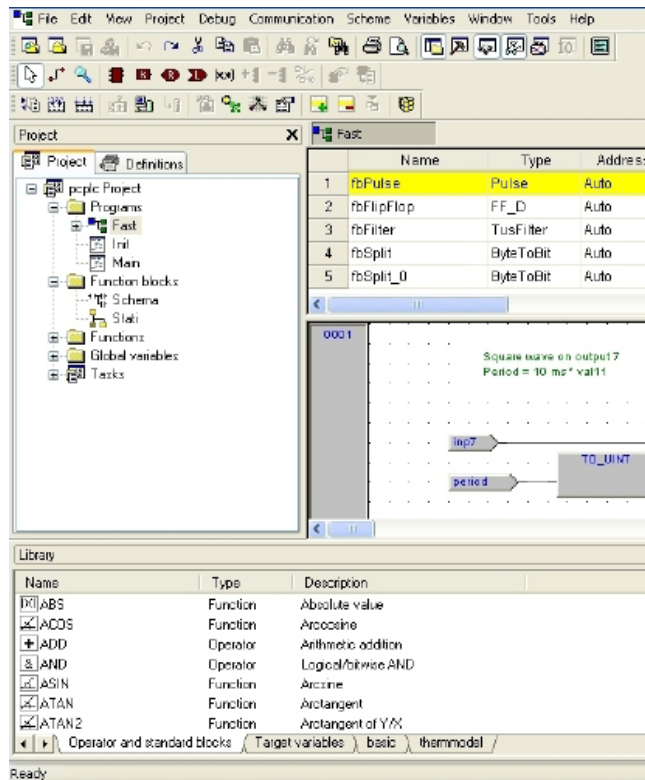 File Edit View Project Debug Communication Scheme Variables Window Tools Help
Project
Fast
Project Definitions
Name Type Address
1 fbPulse Pulse Auto
2 fbFlipFlop FF_D Auto
3 fbFilter TusFilter Auto
4 fbSplit ByteToBit Auto
5 fbSplit_0 ByteToBit Auto
pcplc Project
Programs
Fast
Init
Main
Function blocks
Schema
Stati
Functions
Global variables
Tasks
0001
Square wave on output7
Period = 10 ms* val11
inp7
TO_UINT
period
Library
Name Type Description
ABS Function Absolute value
ACOS Function Arccosine
ADD Operator Arithmetic addition
& AND Operator Logical/bitwise AND
ASIN Function Arcsine
ATAN Function Arctangent
ATAN2 Function Arctangent of Y/X
Operator and standard blocks Target variables basic thermmodel
Ready